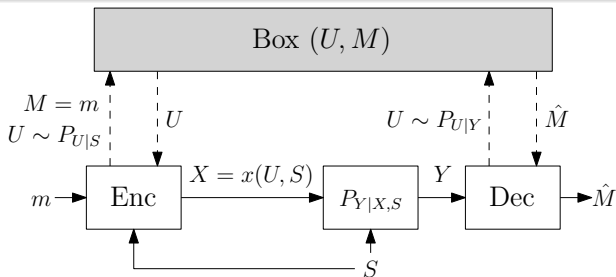 Box (U, M)
M = m
U ∼ P_{U|S}
U
U ∼ P_{U|Y}
M̂
m
Enc
X = x(U, S)
P_{Y|X,S}
Y
Dec
M̂
S